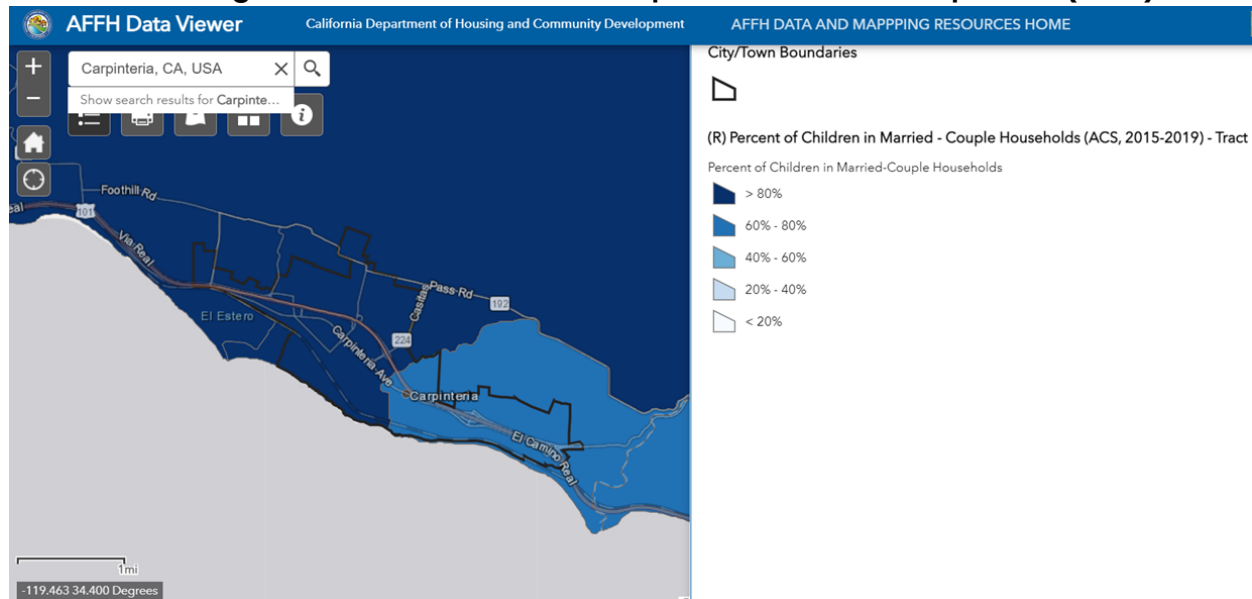 AFFH Data Viewer
California Department of Housing and Community Development
AFFH DATA AND MAPPPING RESOURCES HOME
+
Carpinteria, CA, USA
Show search results for Carpinte...
−
Foothill Rd
101
Via Real
El Estero
Pass-Rd
192
Casitas
224
Carpinteria Ave
Carpinteria
El Camino Real
1mi
-119.463 34.400 Degrees
City/Town Boundaries
(R) Percent of Children in Married - Couple Households (ACS, 2015-2019) - Tract
Percent of Children in Married-Couple Households
> 80%
60% - 80%
40% - 60%
20% - 40%
< 20%